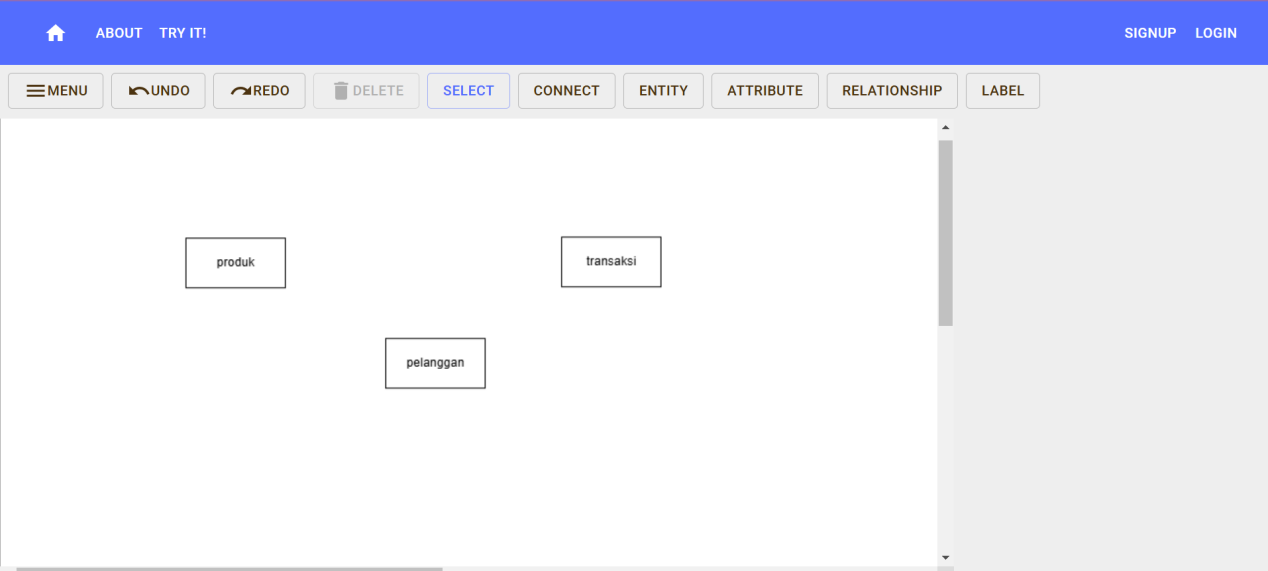 ABOUT TRY IT! SIGNUP LOGIN
MENU UNDO REDO DELETE SELECT CONNECT ENTITY ATTRIBUTE RELATIONSHIP LABEL
produk transaksi
pelanggan